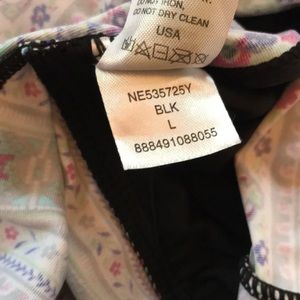 DO NOT IRON,
DO NOT DRY CLEAN
USA
NE535725Y
BLK
L
888491088055